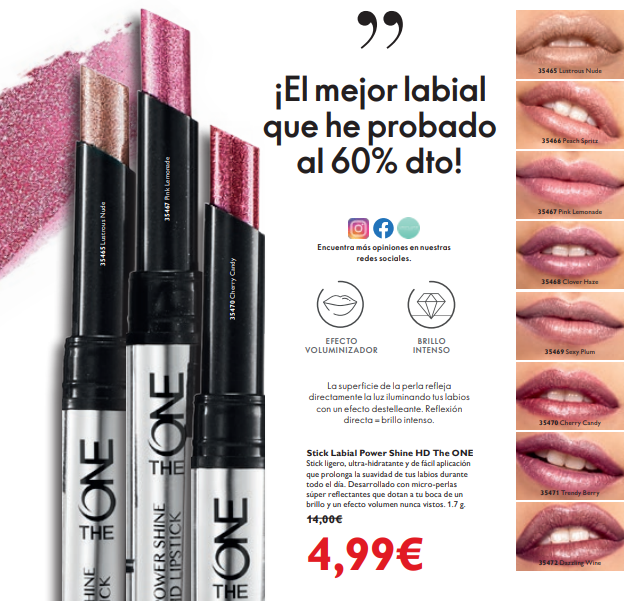 ”
¡El mejor labial
que he probado
al 60% dto!
Encuentra más opiniones en nuestras
redes sociales.
EFECTO
VOLUMINIZADOR
BRILLO
INTENSO
La superficie de la perla refleja
directamente la luz iluminando tus labios
con un efecto destelleante. Reflexión
directa = brillo intenso.
Stick Labial Power Shine HD The ONE
Stick ligero, ultra-hidratante y de fácil aplicación
que prolonga la suavidad de tus labios durante
todo el día. Desarrollado con micro-perlas
súper reflectantes que dotan a tu boca de un
brillo y un efecto volumen nunca vistos. 1.7 g.
14,00€
4,99€
35465 Lustrous Nude
35467 Pink Lemonade
35470 Cherry Candy
THE ONE
SHINE
STICK
THE ONE
POWER SHINE
HD LIPSTICK
THE ONE
35465 Lustrous Nude
35466 Peach Spritz
35467 Pink Lemonade
35468 Clover Haze
35469 Sexy Plum
35470 Cherry Candy
35471 Trendy Berry
35472 Dazzling Wine